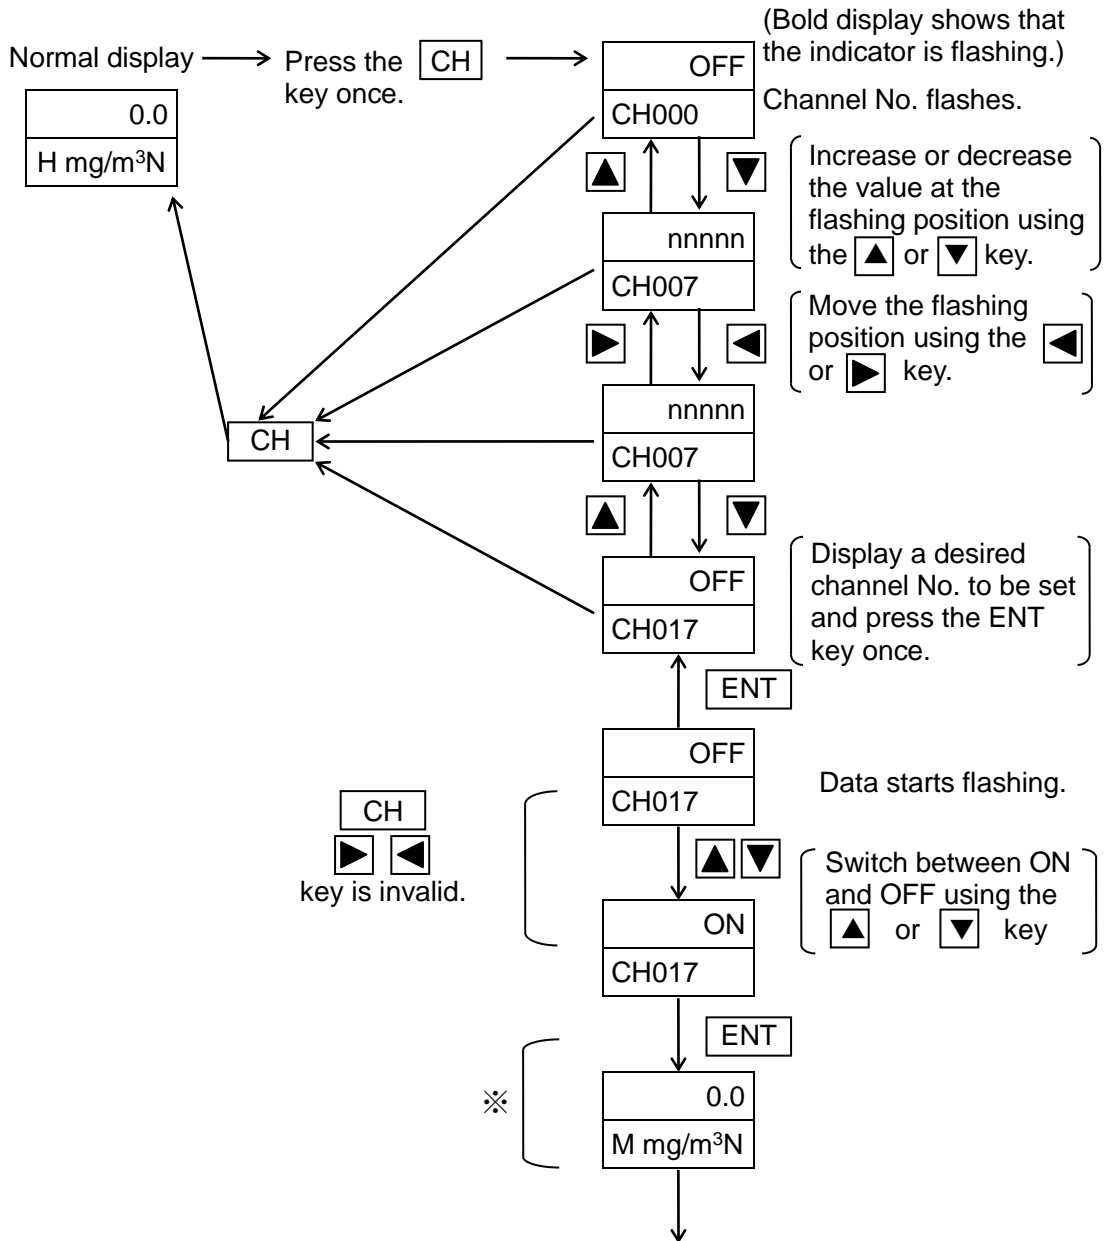 (Bold display shows that
the indicator is flashing.)
Normal display
Press the CH
key once.
OFF
CH000
Channel No. flashes.
0.0
H mg/m³N
▲ ▼
Increase or decrease
the value at the
flashing position using
the ▲ or ▼ key.
nnnnn
CH007
▶ ◀
Move the flashing
position using the ◀
or ▶ key.
nnnnn
CH007
CH
▲ ▼
OFF
CH017
Display a desired
channel No. to be set
and press the ENT
key once.
ENT
OFF
CH017
Data starts flashing.
CH
▶ ◀
key is invalid.
▲ ▼
Switch between ON
and OFF using the
▲ or ▼ key
ON
CH017
ENT
※
0.0
M mg/m³N